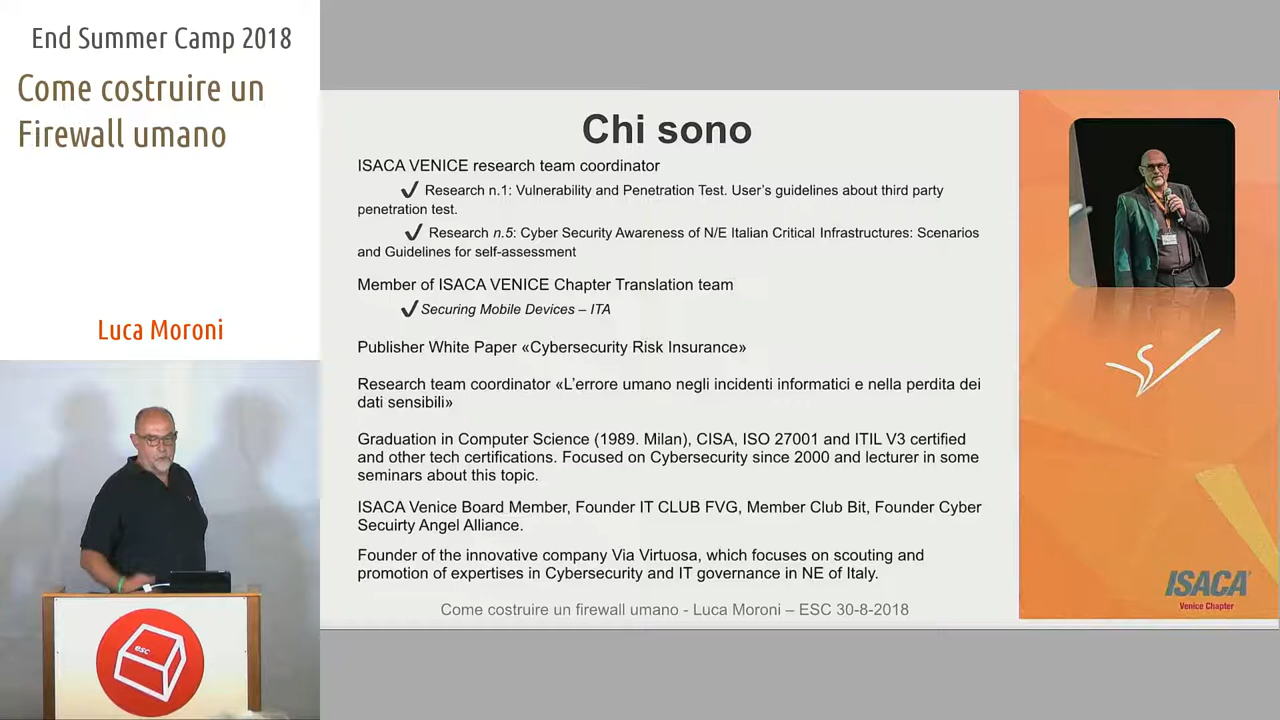 End Summer Camp 2018
Come costruire un
Firewall umano
Luca Moroni
esc
Chi sono
ISACA VENICE research team coordinator
✔ Research n.1: Vulnerability and Penetration Test. User's guidelines about third party
penetration test.
✔ Research n.5: Cyber Security Awareness of N/E Italian Critical Infrastructures: Scenarios
and Guidelines for self-assessment
Member of ISACA VENICE Chapter Translation team
✔ Securing Mobile Devices – ITA
Publisher White Paper «Cybersecurity Risk Insurance»
Research team coordinator «L'errore umano negli incidenti informatici e nella perdita dei
dati sensibili»
Graduation in Computer Science (1989. Milan), CISA, ISO 27001 and ITIL V3 certified
and other tech certifications. Focused on Cybersecurity since 2000 and lecturer in some
seminars about this topic.
ISACA Venice Board Member, Founder IT CLUB FVG, Member Club Bit, Founder Cyber
Secuirty Angel Alliance.
Founder of the innovative company Via Virtuosa, which focuses on scouting and
promotion of expertises in Cybersecurity and IT governance in NE of Italy.
Come costruire un firewall umano - Luca Moroni – ESC 30-8-2018
ISACA
Venice Chapter